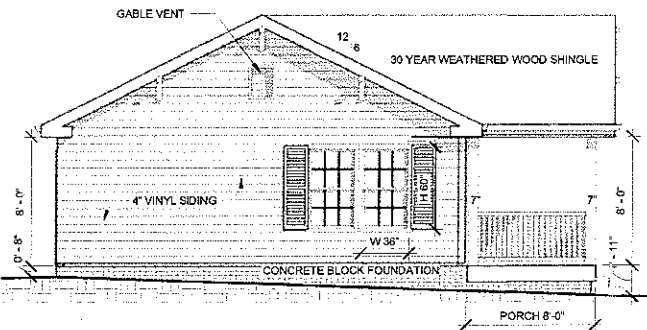 GABLE VENT
12
6
30 YEAR WEATHERED WOOD SHINGLE
8' - 0"
4" VINYL SIDING
H 60"
7"
7"
8' - 0"
W 36"
0' - 8"
CONCRETE BLOCK FOUNDATION
- 11"
PORCH 8'-0"